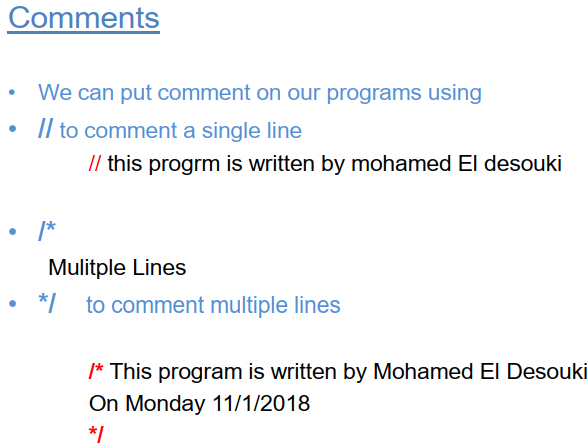 Comments
• We can put comment on our programs using
• // to comment a single line
// this progrm is written by mohamed El desouki
• /*
Mulitple Lines
• */ to comment multiple lines
/* This program is written by Mohamed El Desouki
On Monday 11/1/2018
*/